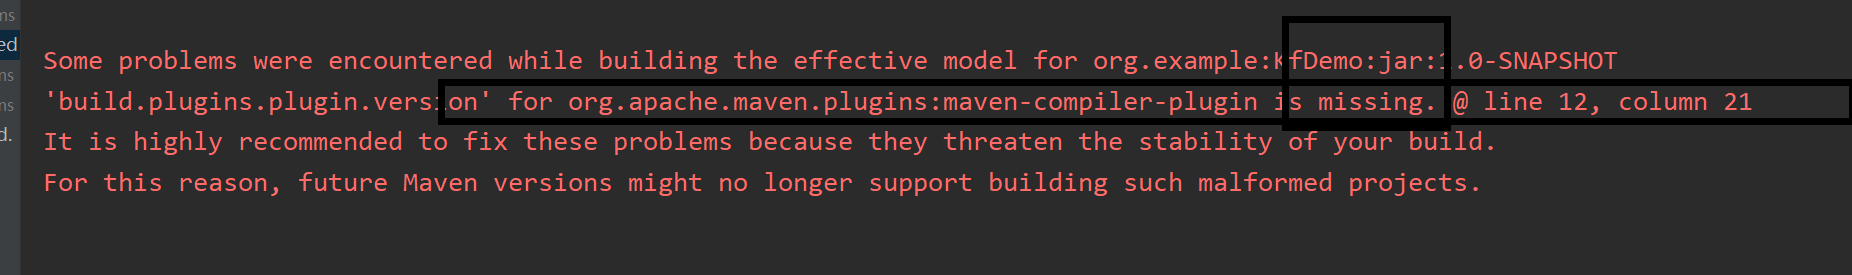 ms
ed
Some problems were encountered while building the effective model for org.example:KfDemo:jar:1.0-SNAPSHOT
ns
'build.plugins.plugin.version' for org.apache.maven.plugins:maven-compiler-plugin is missing. @ line 12, column 21
ns
d.
It is highly recommended to fix these problems because they threaten the stability of your build.
For this reason, future Maven versions might no longer support building such malformed projects.